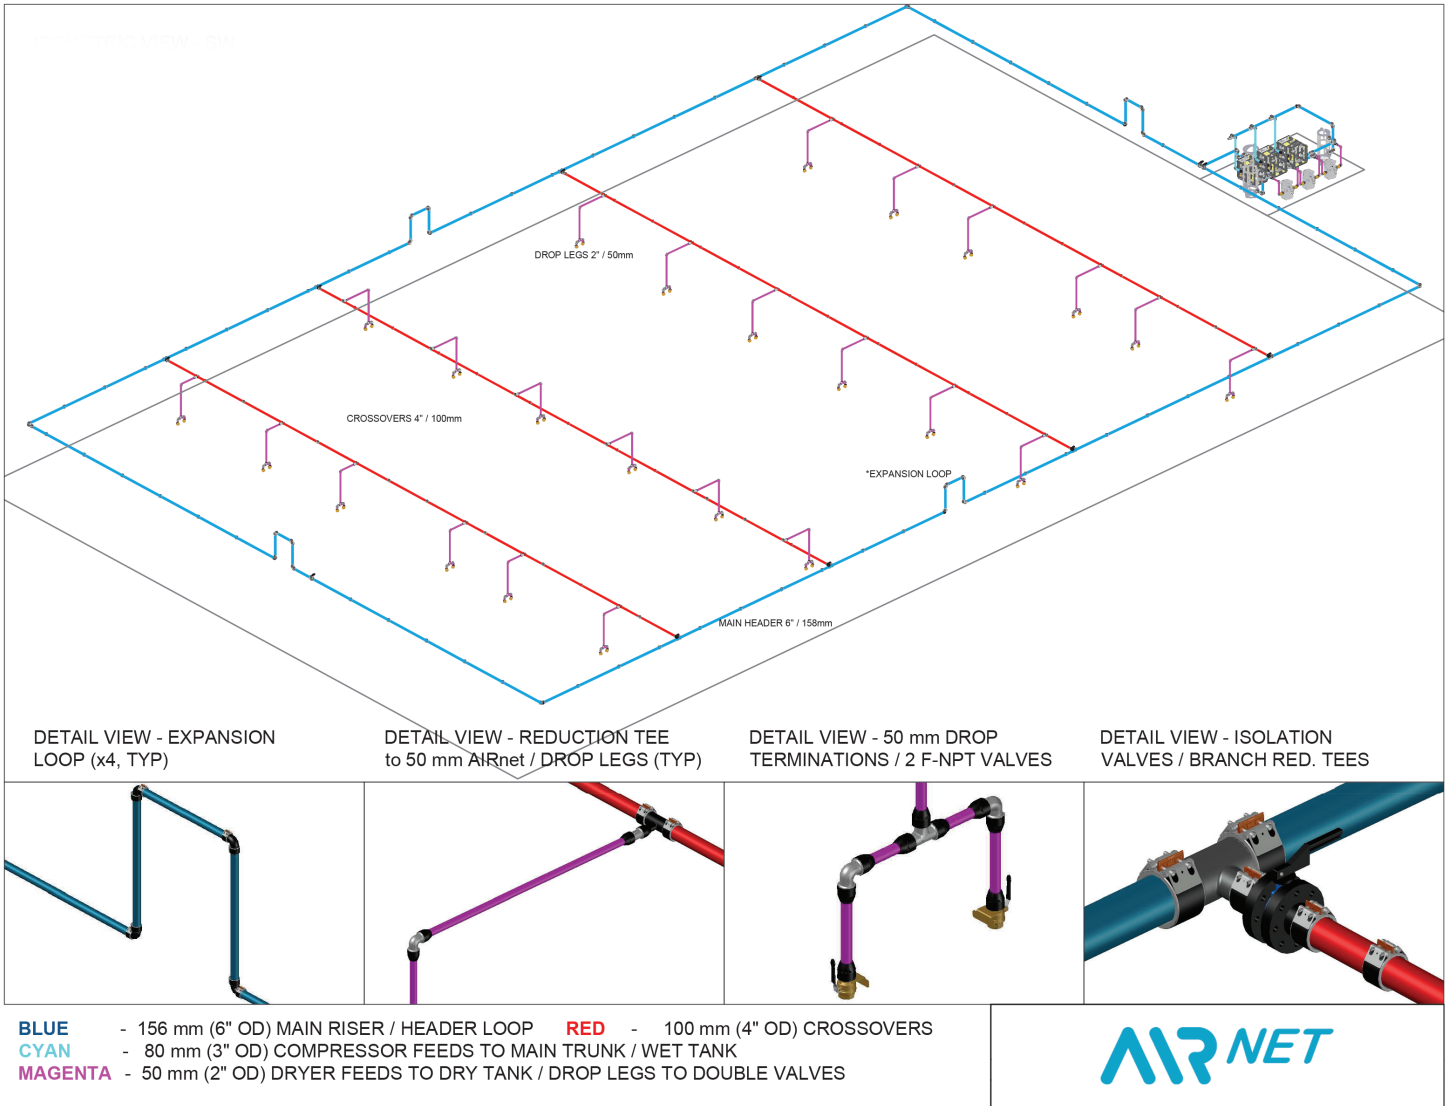 DROP LEGS 2" / 50mm
CROSSOVERS 4" / 100mm
*EXPANSION LOOP
MAIN HEADER 6" / 158mm
DETAIL VIEW - EXPANSION
LOOP (x4, TYP)
DETAIL VIEW - REDUCTION TEE
to 50 mm AIRnet / DROP LEGS (TYP)
DETAIL VIEW - 50 mm DROP
TERMINATIONS / 2 F-NPT VALVES
DETAIL VIEW - ISOLATION
VALVES / BRANCH RED. TEES
BLUE - 156 mm (6" OD) MAIN RISER / HEADER LOOP RED - 100 mm (4" OD) CROSSOVERS
CYAN - 80 mm (3" OD) COMPRESSOR FEEDS TO MAIN TRUNK / WET TANK
MAGENTA - 50 mm (2" OD) DRYER FEEDS TO DRY TANK / DROP LEGS TO DOUBLE VALVES
AIRNET